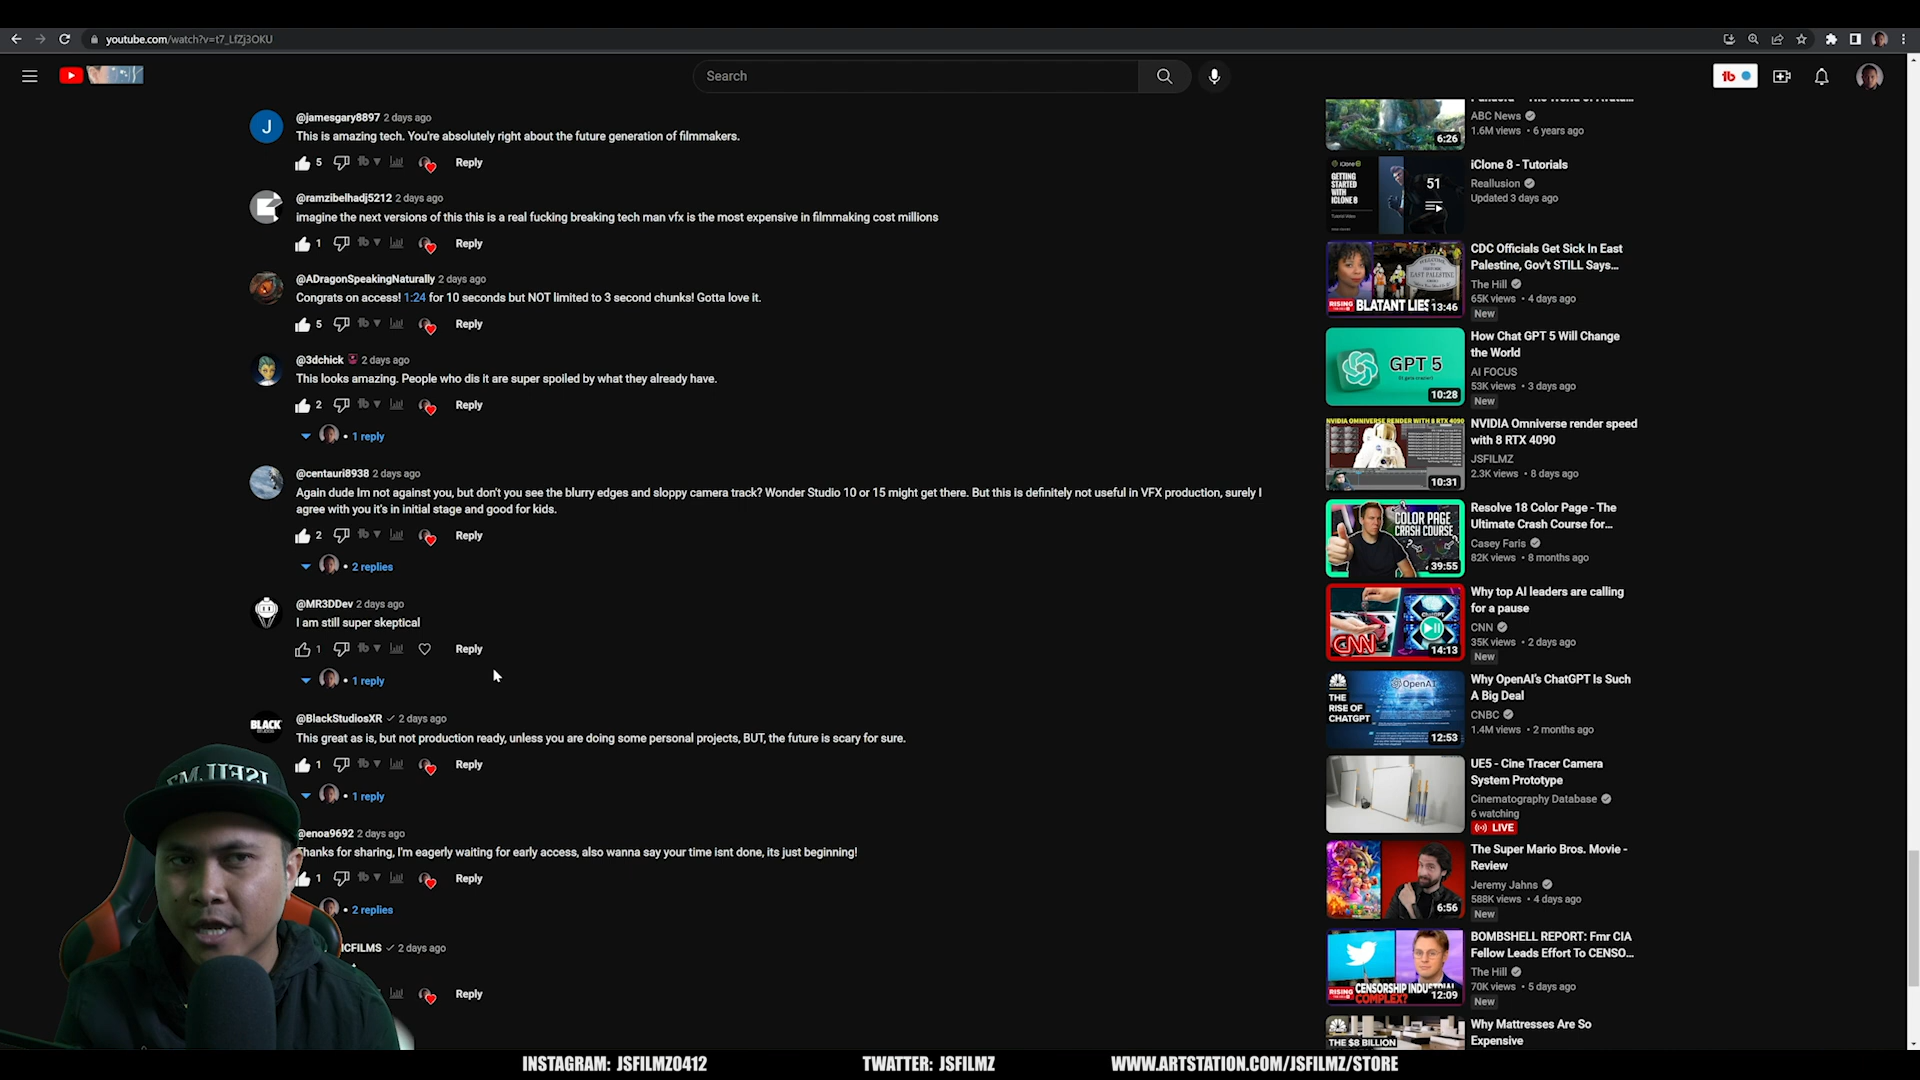 youtube.com/watch?v=t7_LfZj3OKU
Search
@jamesgary8897 2 days ago
This is amazing tech. You're absolutely right about the future generation of filmmakers.
5 Reply
@ramzibelhadj5212 2 days ago
imagine the next versions of this this is a real fucking breaking tech man vfx is the most expensive in filmmaking cost millions
1 Reply
@ADragonSpeakingNaturally 2 days ago
Congrats on access! 1:24 for 10 seconds but NOT limited to 3 second chunks! Gotta love it.
5 Reply
@3dchick 2 days ago
This looks amazing. People who dis it are super spoiled by what they already have.
2 Reply
• 1 reply
@centauri8938 2 days ago
Again dude Im not against you, but don't you see the blurry edges and sloppy camera track? Wonder Studio 10 or 15 might get there. But this is definitely not useful in VFX production, surely I
agree with you it's in initial stage and good for kids.
2 Reply
• 2 replies
@MR3DDev 2 days ago
I am still super skeptical
1 Reply
• 1 reply
BLACK
@BlackStudiosXR 2 days ago
This great as is, but not production ready, unless you are doing some personal projects, BUT, the future is scary for sure.
1 Reply
• 1 reply
@enoa9692 2 days ago
Thanks for sharing, I'm eagerly waiting for early access, also wanna say your time isnt done, its just beginning!
1 Reply
• 2 replies
ICFILMS 2 days ago
Reply
JSFILMZ
ABC News
1.6M views • 6 years ago
6:26
iClone 8 - Tutorials
Reallusion
Updated 3 days ago
GETTING
STARTED
WITH
ICLONE 8
51
CDC Officials Get Sick In East
Palestine, Gov't STILL Says...
The Hill
65K views • 4 days ago
New
RISING
BLATANT LIES
13:46
How Chat GPT 5 Will Change
the World
AI FOCUS
53K views • 3 days ago
New
GPT 5
10:28
NVIDIA OMNIVERSE RENDER WITH 8 RTX 4090
NVIDIA Omniverse render speed
with 8 RTX 4090
JSFILMZ
2.3K views • 8 days ago
10:31
Resolve 18 Color Page - The
Ultimate Crash Course for...
Casey Faris
82K views • 8 months ago
COLOR PAGE
CRASH COURSE
39:55
Why top AI leaders are calling
for a pause
CNN
35K views • 2 days ago
New
CNN
14:13
Why OpenAI's ChatGPT Is Such
A Big Deal
CNBC
1.4M views • 2 months ago
OpenAI
THE
RISE OF
CHATGPT
12:53
UE5 - Cine Tracer Camera
System Prototype
Cinematography Database
6 watching
LIVE
The Super Mario Bros. Movie -
Review
Jeremy Jahns
588K views • 4 days ago
New
6:56
BOMBSHELL REPORT: Fmr CIA
Fellow Leads Effort To CENSO...
The Hill
70K views • 5 days ago
New
RISING
CENSORSHIP INDUSTRIAL
COMPLEX?
12:09
Why Mattresses Are So
Expensive
THE $8 BILLION
INSTAGRAM: JSFILMZ0412 TWATTER: JSFILMZ WWW.ARTSTATION.COM/JSFILMZ/STORE